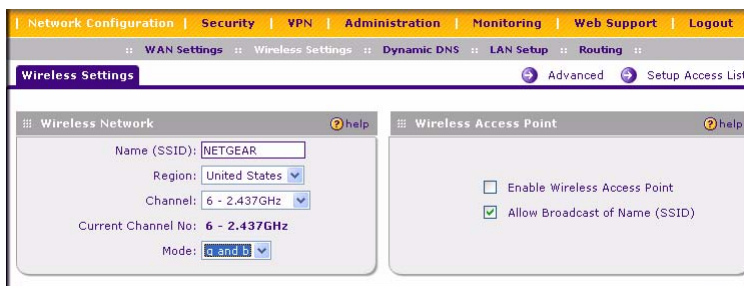 Network Configuration | Security | VPN | Administration | Monitoring | Web Support | Logout
:: WAN Settings :: Wireless Settings :: Dynamic DNS :: LAN Setup :: Routing ::
Wireless Settings Advanced Setup Access List
Wireless Network ? help
Wireless Access Point ? help
Name (SSID): NETGEAR
Region: United States
Channel: 6 - 2.437GHz
Current Channel No: 6 - 2.437GHz
Mode: g and b
Enable Wireless Access Point
Allow Broadcast of Name (SSID)